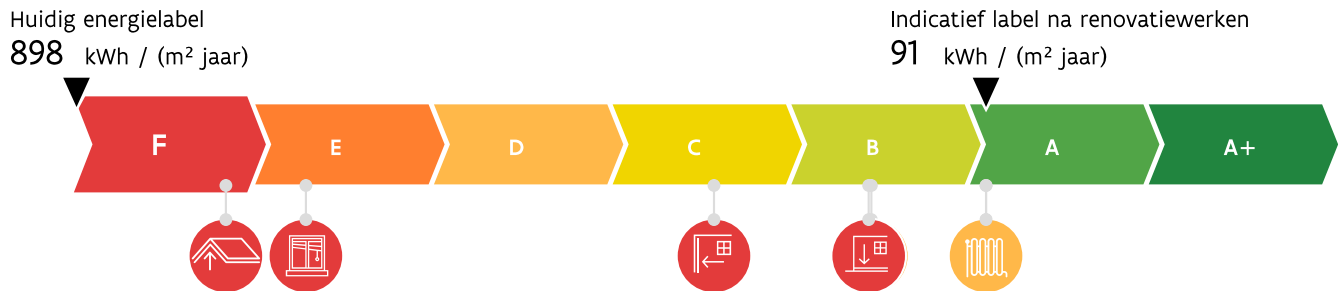 Huidig energielabel
898 kWh / (m² jaar)
Indicatief label na renovatiewerken
91 kWh / (m² jaar)
F E D C B A A+